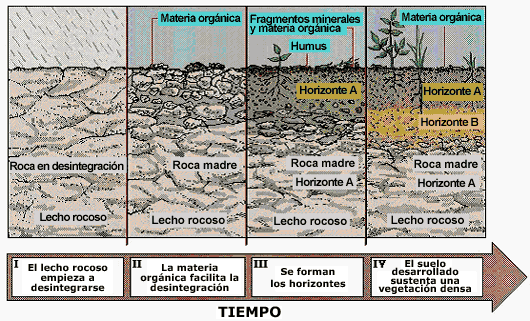 Roca en desintegración
Lecho rocoso
Materia orgánica
Roca madre
Lecho rocoso
Fragmentos minerales
y materia orgánica
Humus
Horizonte A
Roca madre
Horizonte A
Lecho rocoso
Materia orgánica
Horizonte A
Horizonte B
Roca madre
Horizonte A
Lecho rocoso
I
El lecho rocoso
empieza a
desintegrarse
II
La materia
orgánica facilita la
desintegración
III
Se forman
los horizontes
IV
El suelo
desarrollado
sustenta una
vegetación densa
TIEMPO